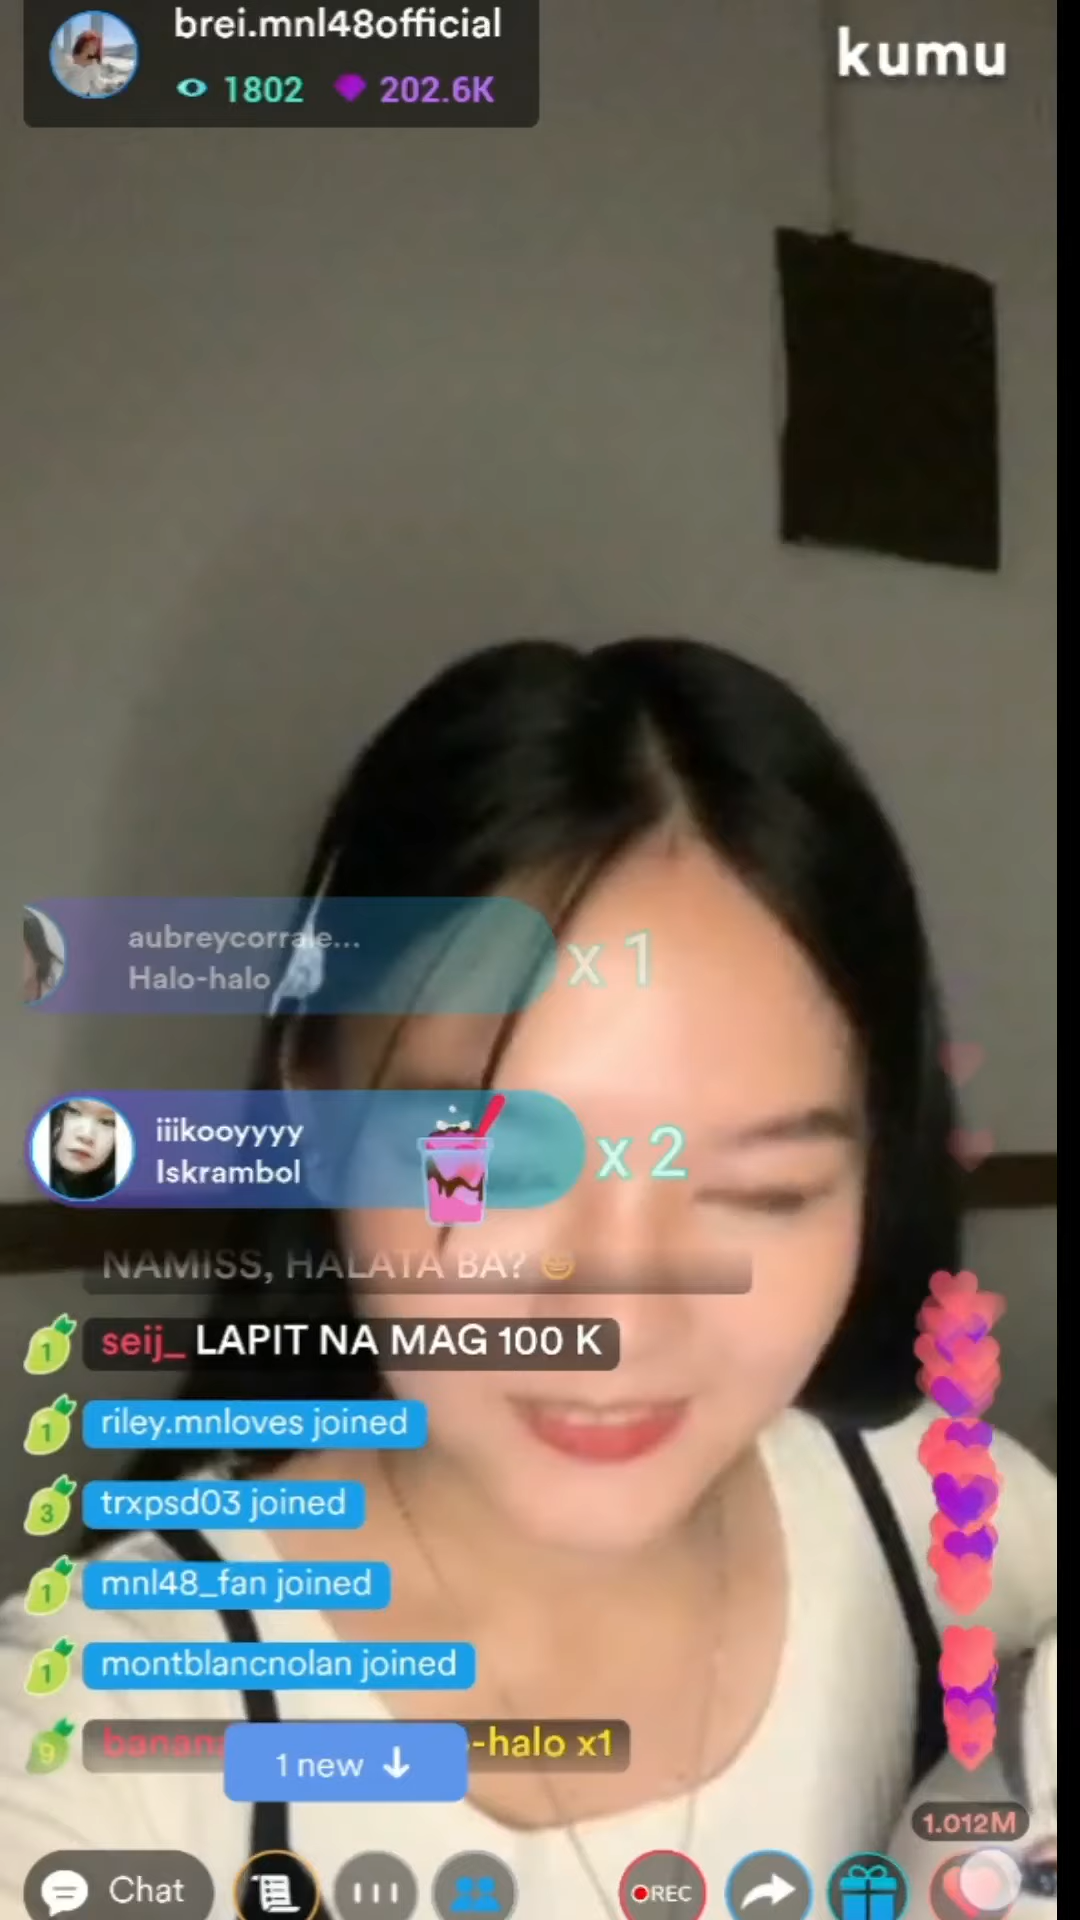 brei.mnl48official
kumu
1802 202.6K
aubreycorrale...
Halo-halo
x 1
iiikooyyyy
Iskrambol
x 2
NAMISS, HALATA BA? 😄
1 seij_ LAPIT NA MAG 100 K
1 riley.mnloves joined
3 trxpsd03 joined
1 mnl48_fan joined
1 montblancnolan joined
9 -halo x1
1 new
1.012M
Chat
REC